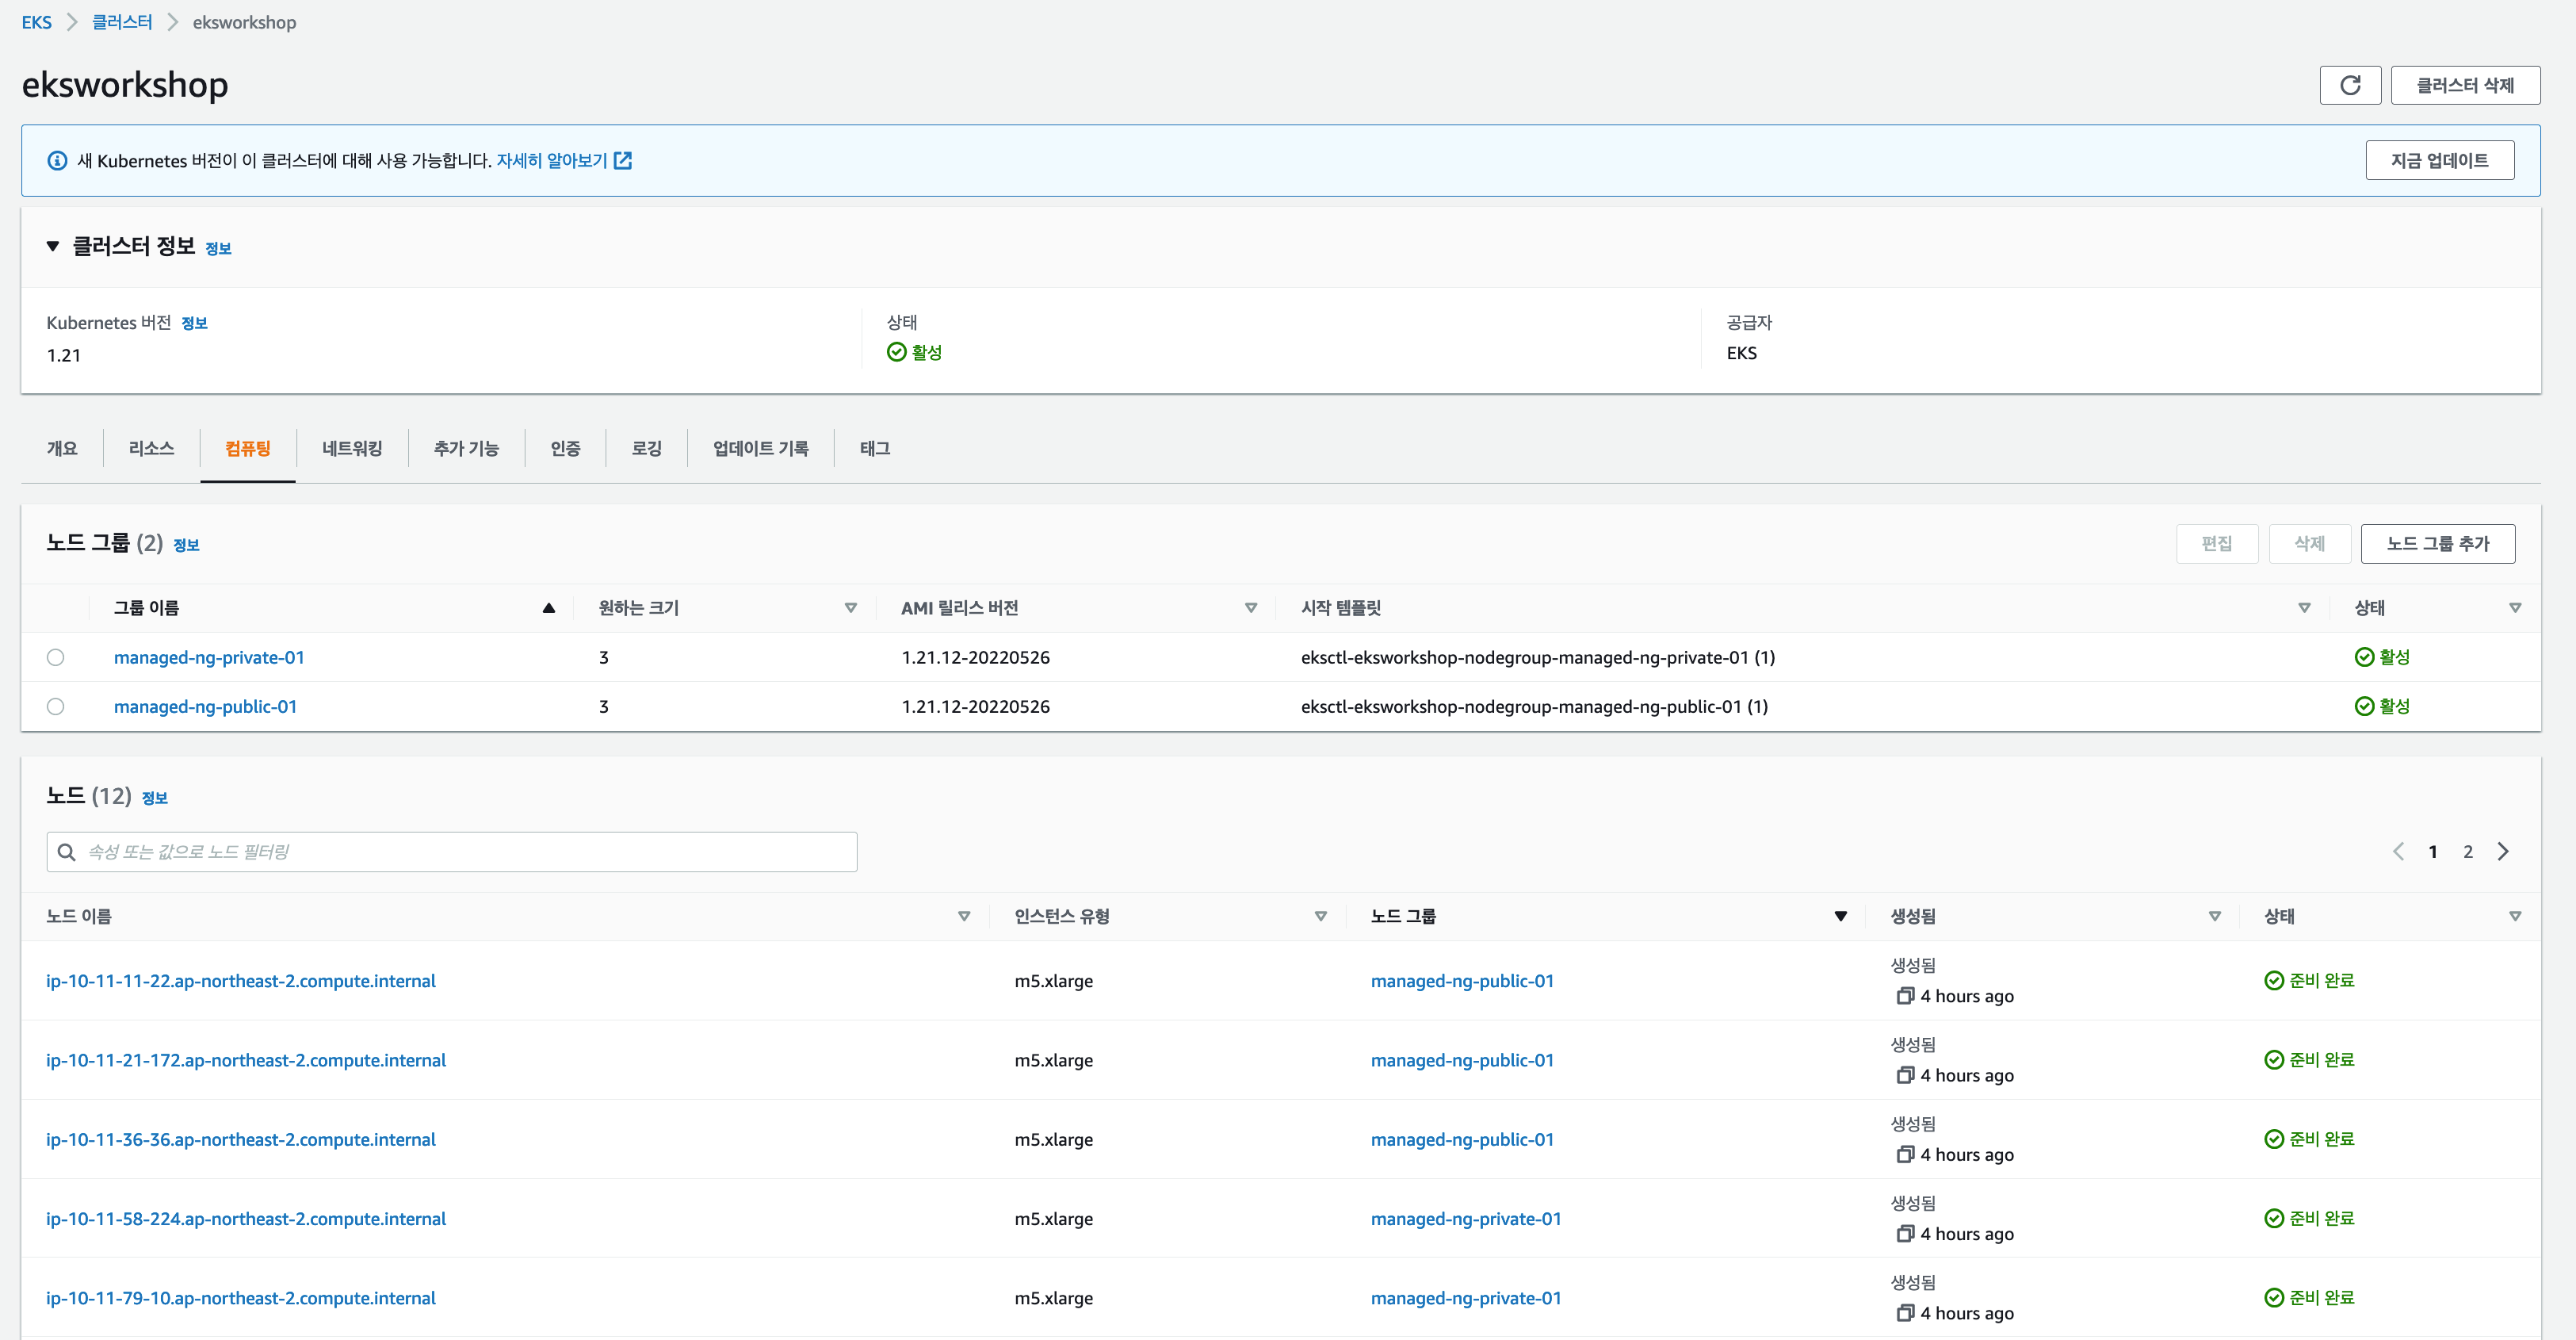 EKS 클러스터 eksworkshop
eksworkshop
클러스터 삭제
새 Kubernetes 버전이 이 클러스터에 대해 사용 가능합니다. 자세히 알아보기
지금 업데이트
클러스터 정보 정보
Kubernetes 버전 정보
1.21
상태
활성
공급자
EKS
개요 리소스 컴퓨팅 네트워킹 추가 기능 인증 로깅 업데이트 기록 태그
노드 그룹 (2) 정보
편집 삭제 노드 그룹 추가
그룹 이름 원하는 크기 AMI 릴리스 버전 시작 템플릿 상태
managed-ng-private-01 3 1.21.12-20220526 eksctl-eksworkshop-nodegroup-managed-ng-private-01 (1) 활성
managed-ng-public-01 3 1.21.12-20220526 eksctl-eksworkshop-nodegroup-managed-ng-public-01 (1) 활성
노드 (12) 정보
속성 또는 값으로 노드 필터링
1 2
노드 이름 인스턴스 유형 노드 그룹 생성됨 상태
ip-10-11-11-22.ap-northeast-2.compute.internal m5.xlarge managed-ng-public-01 생성됨 4 hours ago 준비 완료
ip-10-11-21-172.ap-northeast-2.compute.internal m5.xlarge managed-ng-public-01 생성됨 4 hours ago 준비 완료
ip-10-11-36-36.ap-northeast-2.compute.internal m5.xlarge managed-ng-public-01 생성됨 4 hours ago 준비 완료
ip-10-11-58-224.ap-northeast-2.compute.internal m5.xlarge managed-ng-private-01 생성됨 4 hours ago 준비 완료
ip-10-11-79-10.ap-northeast-2.compute.internal m5.xlarge managed-ng-private-01 생성됨 4 hours ago 준비 완료